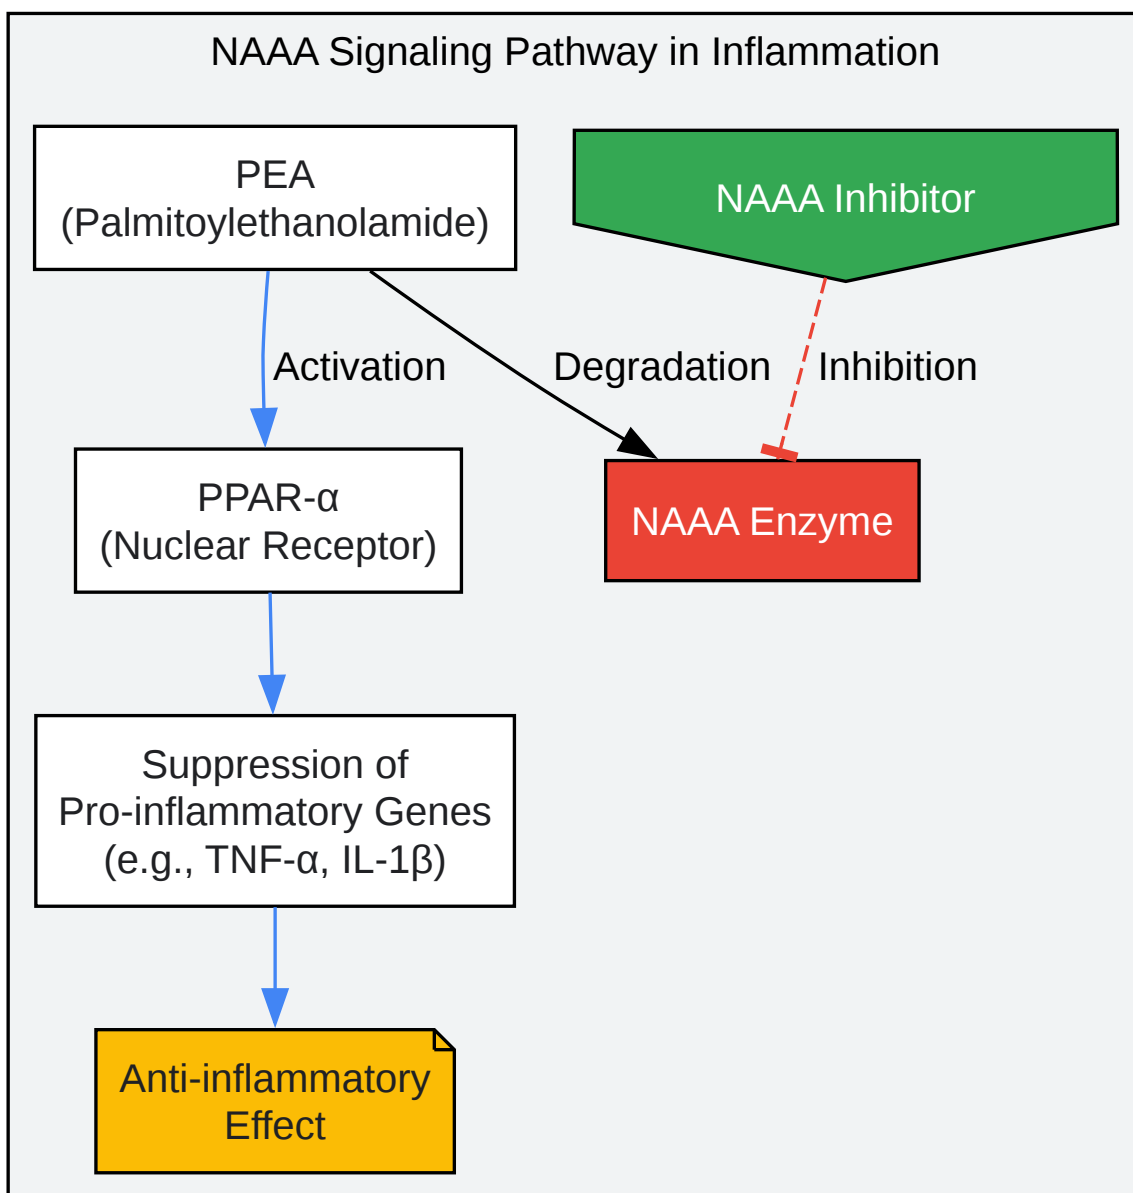 NAAA Signaling Pathway in Inflammation
PEA
(Palmitoylethanolamide)
NAAA Inhibitor
Activation
Degradation
Inhibition
PPAR-α
(Nuclear Receptor)
NAAA Enzyme
Suppression of
Pro-inflammatory Genes
(e.g., TNF-α, IL-1β)
Anti-inflammatory
Effect